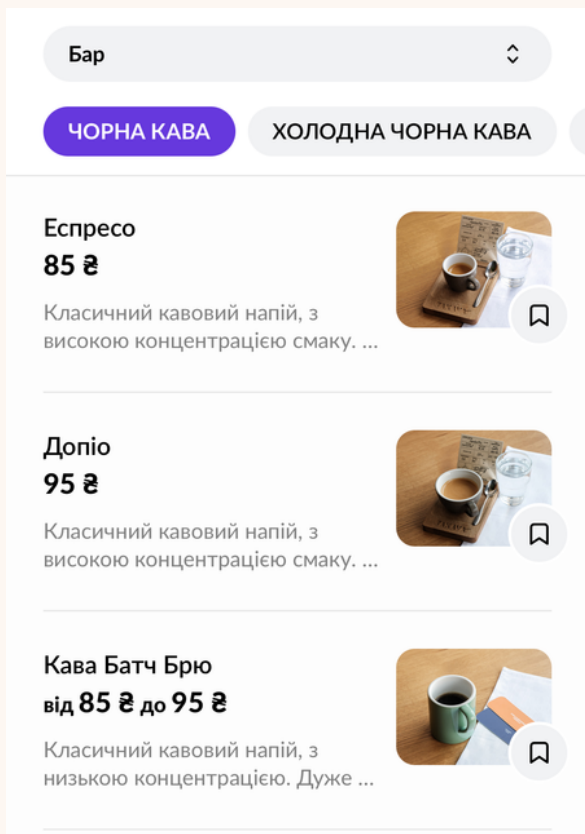 Бар
ЧОРНА КАВА
ХОЛОДНА ЧОРНА КАВА
Еспресо
85 ₴
Класичний кавовий напій, з
високою концентрацією смаку. ...
Допіо
95 ₴
Класичний кавовий напій, з
високою концентрацією смаку. ...
Кава Батч Брю
від 85 ₴ до 95 ₴
Класичний кавовий напій, з
низькою концентрацією. Дуже ...